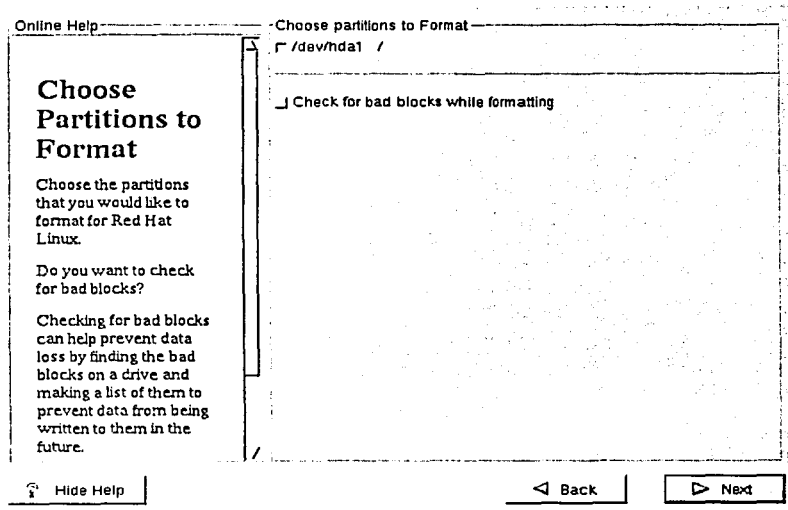 Online Help
Choose
Partitions to
Format
Choose the partitions
that you would like to
format for Red Hat
Linux.
Do you want to check
for bad blocks?
Checking for bad blocks
can help prevent data
loss by finding the bad
blocks on a drive and
making a list of them to
prevent data from being
written to them in the
future.
Choose partitions to Format
/dev/hda1 /
Check for bad blocks while formatting
Hide Help
Back
Next